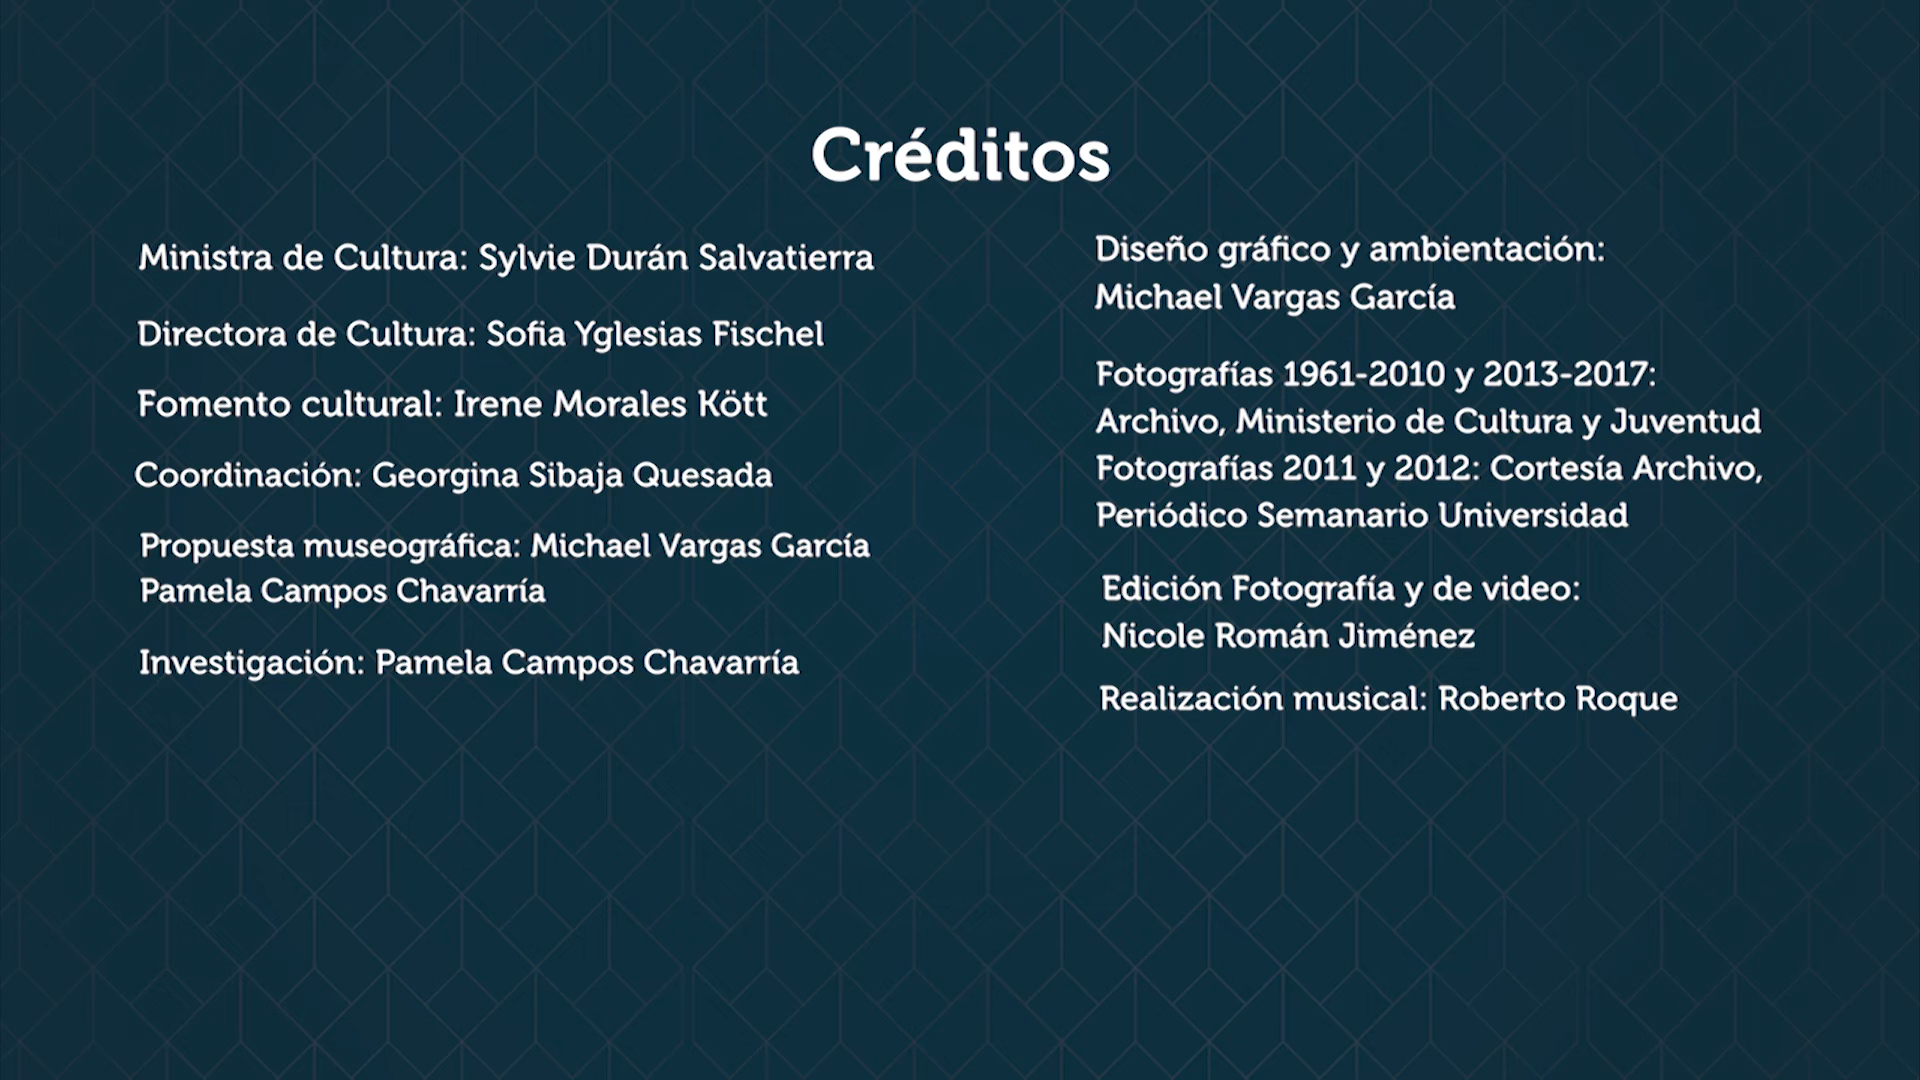 Créditos
Ministra de Cultura: Sylvie Durán Salvatierra
Directora de Cultura: Sofia Yglesias Fischel
Fomento cultural: Irene Morales Kött
Coordinación: Georgina Sibaja Quesada
Propuesta museográfica: Michael Vargas García
Pamela Campos Chavarría
Investigación: Pamela Campos Chavarría
Diseño gráfico y ambientación:
Michael Vargas García
Fotografías 1961-2010 y 2013-2017:
Archivo, Ministerio de Cultura y Juventud
Fotografías 2011 y 2012: Cortesía Archivo,
Periódico Semanario Universidad
Edición Fotografía y de video:
Nicole Román Jiménez
Realización musical: Roberto Roque